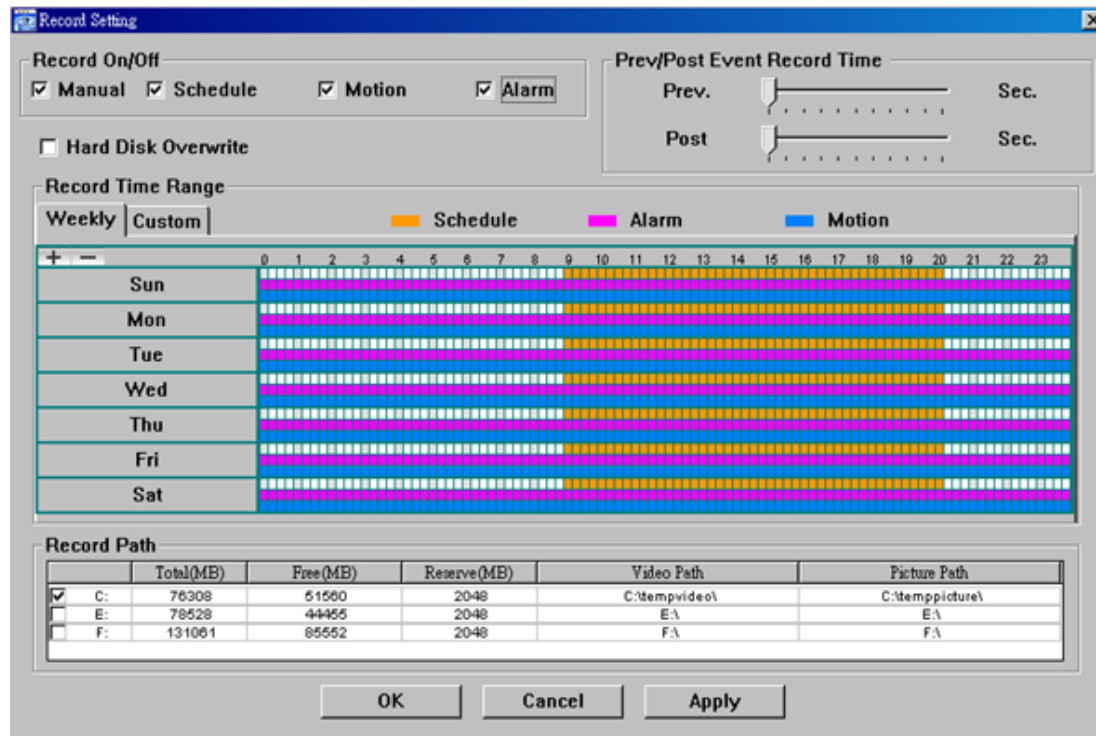 Record Setting
Record On/Off
Manual Schedule Motion Alarm
Prev/Post Event Record Time
Prev. Sec.
Post Sec.
Hard Disk Overwrite
Record Time Range
Weekly Custom
Schedule Alarm Motion
+ − 0 1 2 3 4 5 6 7 8 9 10 11 12 13 14 15 16 17 18 19 20 21 22 23
Sun
Mon
Tue
Wed
Thu
Fri
Sat
Record Path
Total(MB) Free(MB) Reserve(MB) Video Path Picture Path
C: 76308 51560 2048 C:\tempvideo\ C:\temppicture\
E: 78528 44455 2048 E:\ E:\
F: 131061 85552 2048 F:\ F:\
OK Cancel Apply